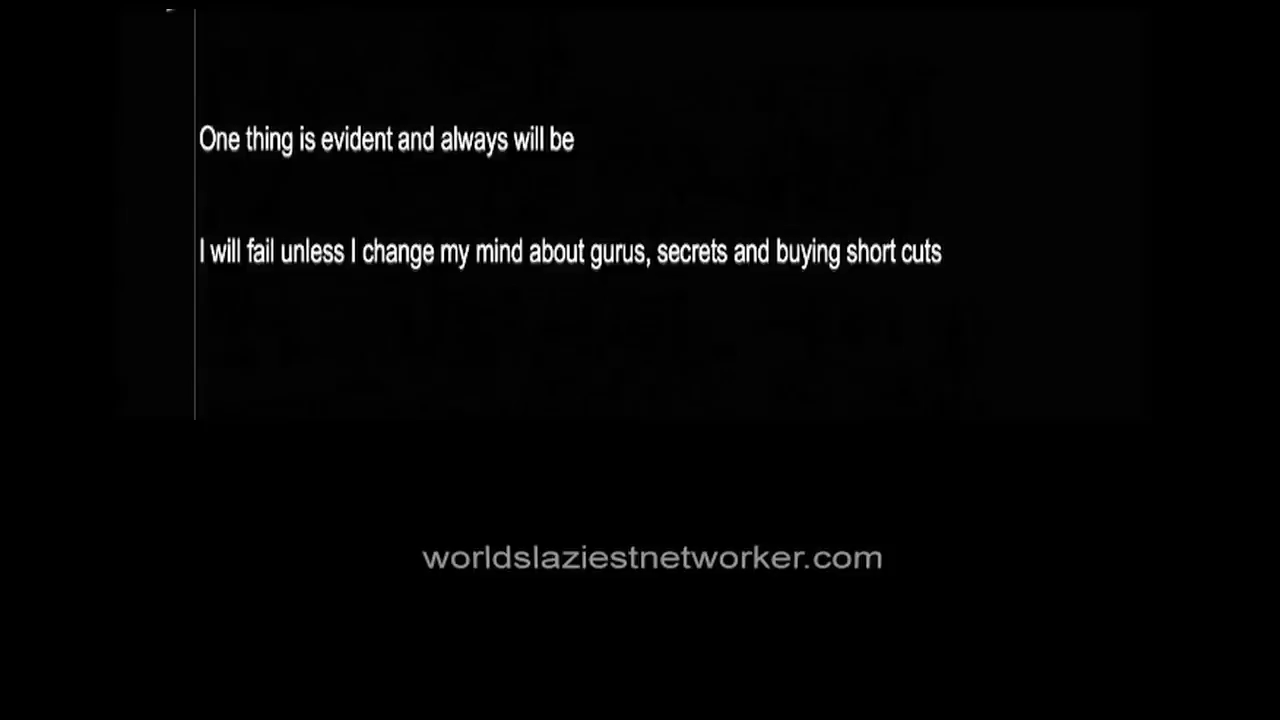 One thing is evident and always will be
I will fail unless I change my mind about gurus, secrets and buying short cuts
worldslaziestnetworker.com